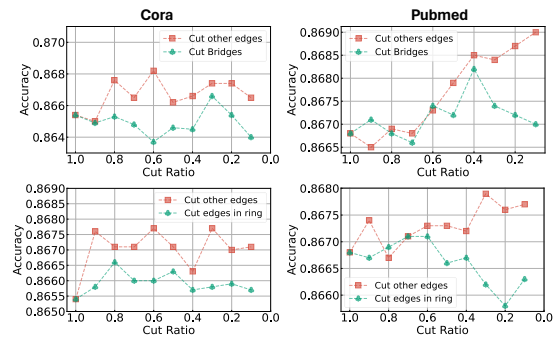 Cora
Pubmed
0.870
0.868
0.866
0.864
Accuracy
Cut other edges
Cut Bridges
1.0 0.8 0.6 0.4 0.2 0.0
Cut Ratio
0.8690
0.8685
0.8680
0.8675
0.8670
0.8665
Accuracy
Cut others edges
Cut Bridges
1.0 0.8 0.6 0.4 0.2
Cut Ratio
0.8690
0.8685
0.8680
0.8675
0.8670
0.8665
0.8660
0.8655
0.8650
Accuracy
Cut other edges
Cut edges in ring
1.0 0.8 0.6 0.4 0.2 0.0
Cut Ratio
0.8680
0.8675
0.8670
0.8665
0.8660
Accuracy
Cut other edges
Cut edges in ring
1.0 0.8 0.6 0.4 0.2 0.0
Cut Ratio